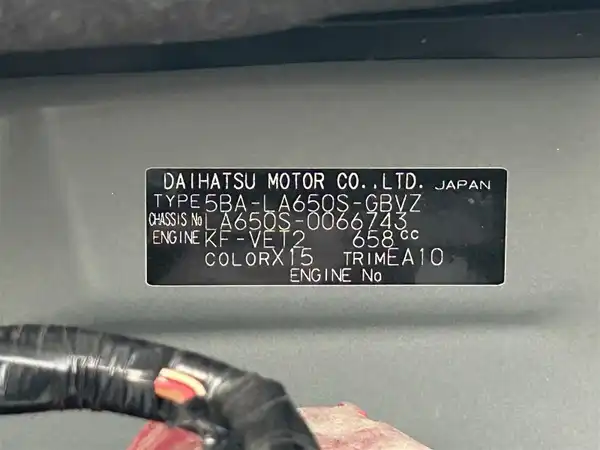 DAIHATSU MOTOR CO.,LTD. JAPAN
TYPE 5BA-LA650S-GBVZ
CHASSIS No LA650S-0066743
ENGINE KF-VET2 658cc
COLOR X15 TRIM EA10
ENGINE No